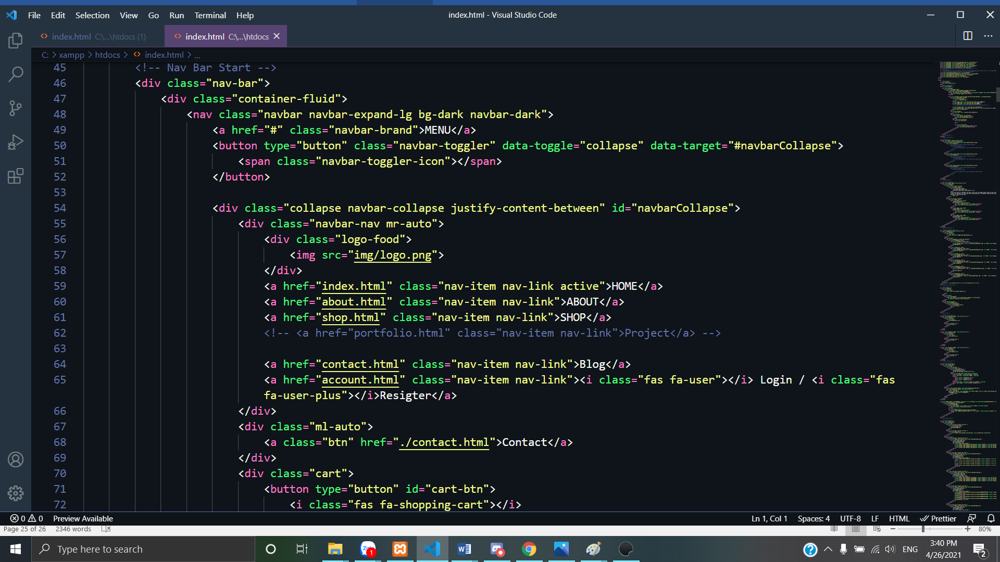 File Edit Selection View Go Run Terminal Help
index.html - Visual Studio Code
index.html C:\...\htdocs (1)
index.html C:\...\htdocs
C: > xampp > htdocs > index.html > ...
45 <!-- Nav Bar Start -->
46 <div class="nav-bar">
47 <div class="container-fluid">
48 <nav class="navbar navbar-expand-lg bg-dark navbar-dark">
49 <a href="#" class="navbar-brand">MENU</a>
50 <button type="button" class="navbar-toggler" data-toggle="collapse" data-target="#navbarCollapse">
51 <span class="navbar-toggler-icon"></span>
52 </button>
53
54 <div class="collapse navbar-collapse justify-content-between" id="navbarCollapse">
55 <div class="navbar-nav mr-auto">
56 <div class="logo-food">
57 <img src="img/logo.png">
58 </div>
59 <a href="index.html" class="nav-item nav-link active">HOME</a>
60 <a href="about.html" class="nav-item nav-link">ABOUT</a>
61 <a href="shop.html" class="nav-item nav-link">SHOP</a>
62 <!-- <a href="portfolio.html" class="nav-item nav-link">Project</a> -->
63
64 <a href="contact.html" class="nav-item nav-link">Blog</a>
65 <a href="account.html" class="nav-item nav-link"><i class="fas fa-user"></i> Login / <i class="fas
fa-user-plus"></i>Resigter</a>
66 </div>
67 <div class="ml-auto">
68 <a class="btn" href="./contact.html">Contact</a>
69 </div>
70 <div class="cart">
71 <button type="button" id="cart-btn">
72 <i class="fas fa-shopping-cart"></i>
0 0 Preview Available
Ln 1, Col 1 Spaces: 4 UTF-8 LF HTML Prettier
Page 25 of 26 2346 words
80%
Type here to search
1
ENG
3:40 PM
4/26/2021
2